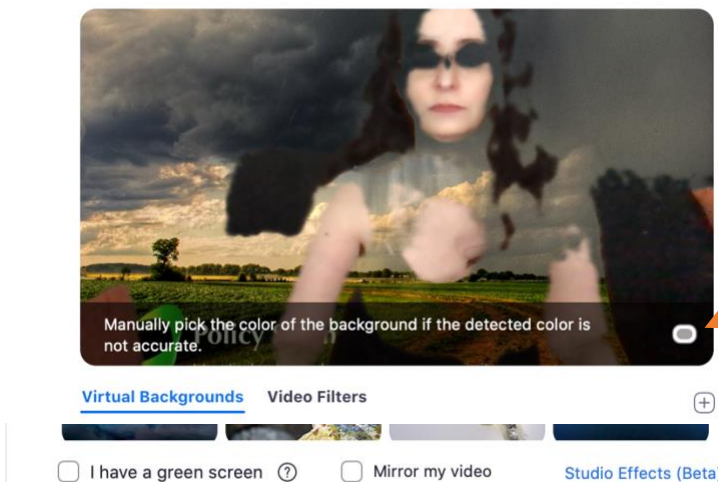 Policy
Manually pick the color of the background if the detected color is
not accurate.
Virtual Backgrounds Video Filters
I have a green screen ? Mirror my video Studio Effects (Beta)